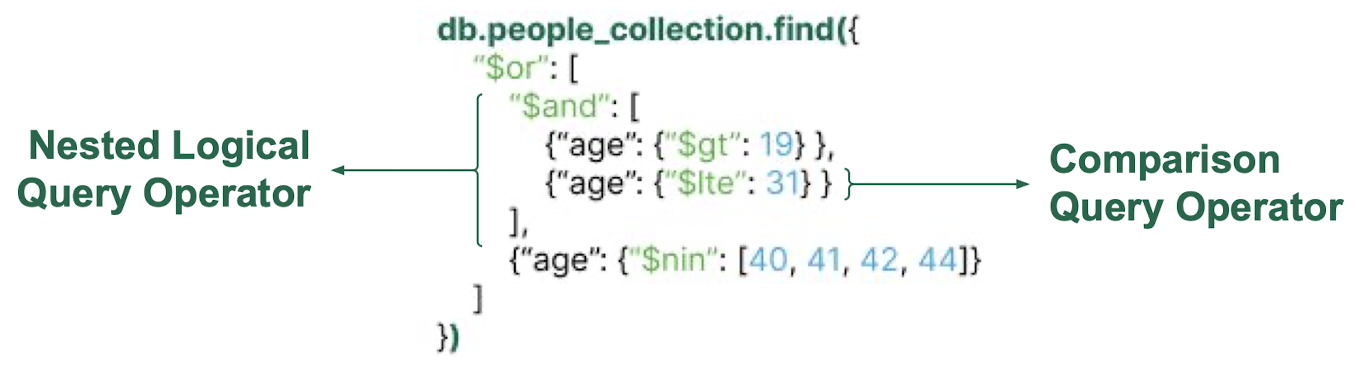 db.people_collection.find({
“$or”: [
“$and”: [
{“age”: {“$gt”: 19} },
{“age”: {“$lte”: 31} }
],
{“age”: {“$nin”: [40, 41, 42, 44]}
]
})
Nested Logical
Query Operator
Comparison
Query Operator